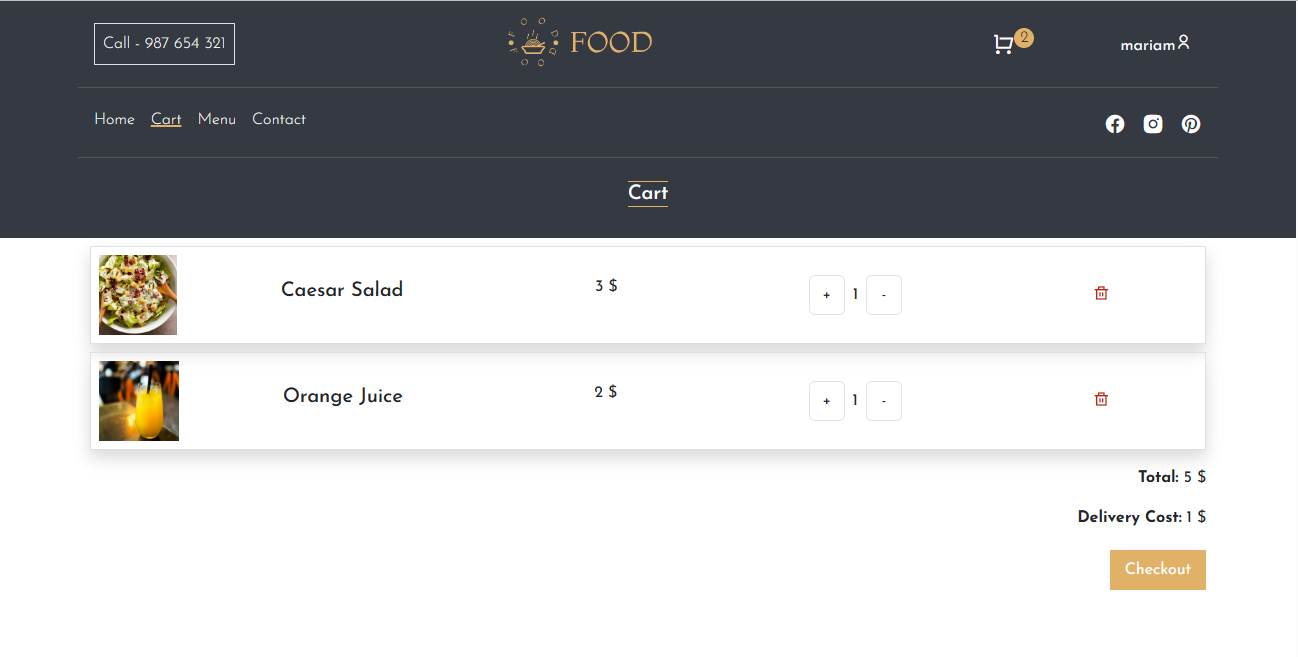 Call - 987 654 321
FOOD
2
mariam
Home Cart Menu Contact
Cart
Caesar Salad 3 $ + 1 -
Orange Juice 2 $ + 1 -
Total: 5 $
Delivery Cost: 1 $
Checkout